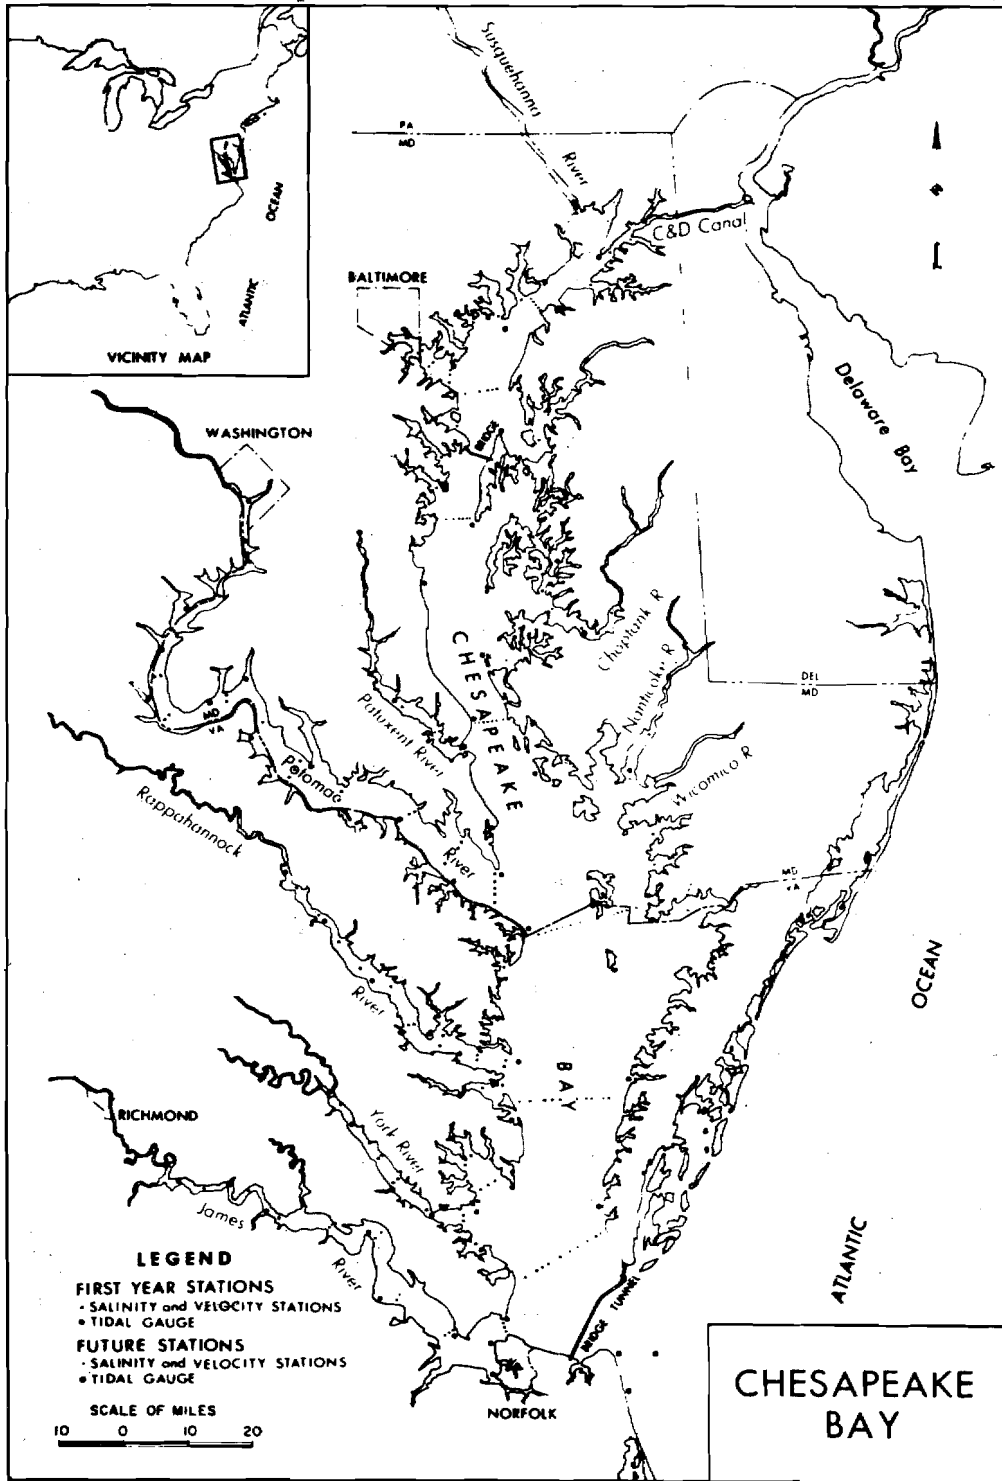 Susquehanna
River
PA
MD
C&D Canal
OCEAN
ATLANTIC
VICINITY MAP
BALTIMORE
BRIDGE
Delaware Bay
WASHINGTON
CHESAPEAKE
Choptank R
Nanticoke R
DEL
MD
MD
VA
Patuxent River
Wicomico R
Potomac
River
Rappahannock
River
MD
VA
OCEAN
BAY
RICHMOND
York River
James
River
ATLANTIC
BRIDGE TUNNEL
NORFOLK
LEGEND
FIRST YEAR STATIONS
· SALINITY and VELOCITY STATIONS
● TIDAL GAUGE
FUTURE STATIONS
· SALINITY and VELOCITY STATIONS
● TIDAL GAUGE
SCALE OF MILES
10 0 10 20
CHESAPEAKE
BAY